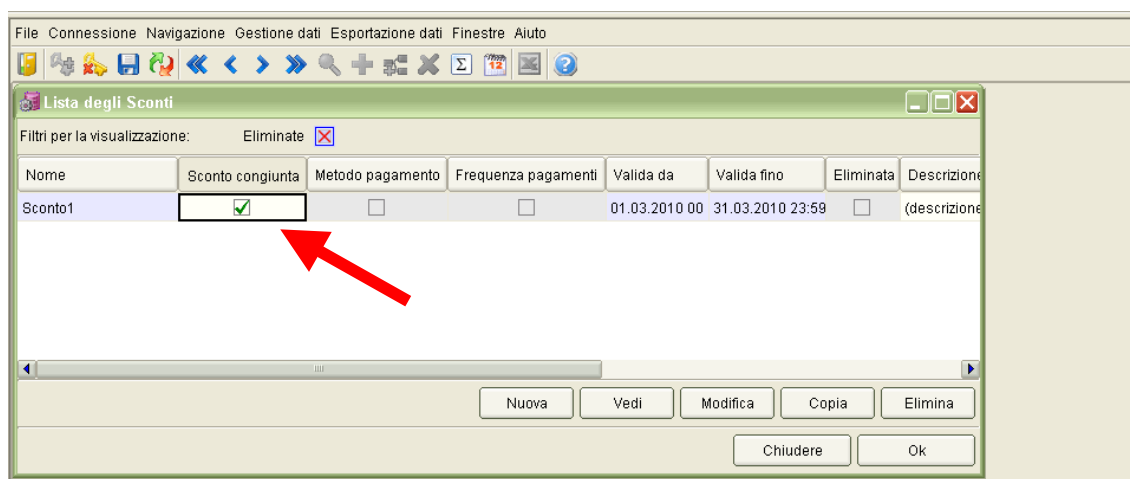 File Connessione Navigazione Gestione dati Esportazione dati Finestre Aiuto
Σ 12 ?
Lista degli Sconti
Filtri per la visualizzazione: Eliminate
Nome Sconto congiunta Metodo pagamento Frequenza pagamenti Valida da Valida fino Eliminata Descrizione
Sconto1 01.03.2010 00 31.03.2010 23:59 (descrizione
Nuova Vedi Modifica Copia Elimina
Chiudere Ok